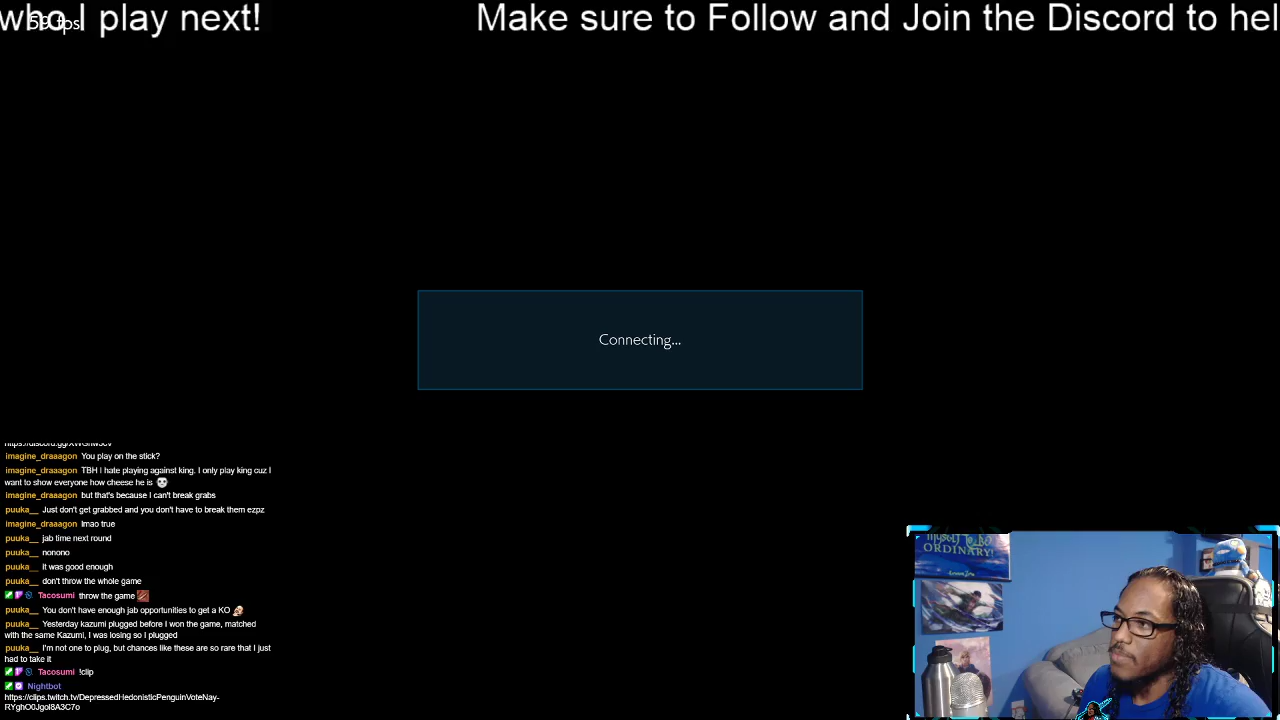 who I play next! Make sure to Follow and Join the Discord to hel
59 fps
Connecting...
imagine_draaagon You play on the stick?
imagine_draaagon TBH I hate playing against king. I only play king cuz I
want to show everyone how cheese he is
imagine_draaagon but that's because I can't break grabs
puuka__ Just don't get grabbed and you don't have to break them ezpz
imagine_draaagon lmao true
puuka__ jab time next round
puuka__ nonono
puuka__ it was good enough
puuka__ don't throw the whole game
Tacosumi throw the game
puuka__ You don't have enough jab opportunities to get a KO
puuka__ Yesterday kazumi plugged before I won the game, matched
with the same Kazumi, I was losing so I plugged
puuka__ I'm not one to plug, but chances like these are so rare that I just
had to take it
Tacosumi !clip
Nightbot
https://clips.twitch.tv/DepressedHedonisticPenguinVoteNay-
RYghO0Jgol8A3C7o
MYSELF TO BE
ORDINARY!